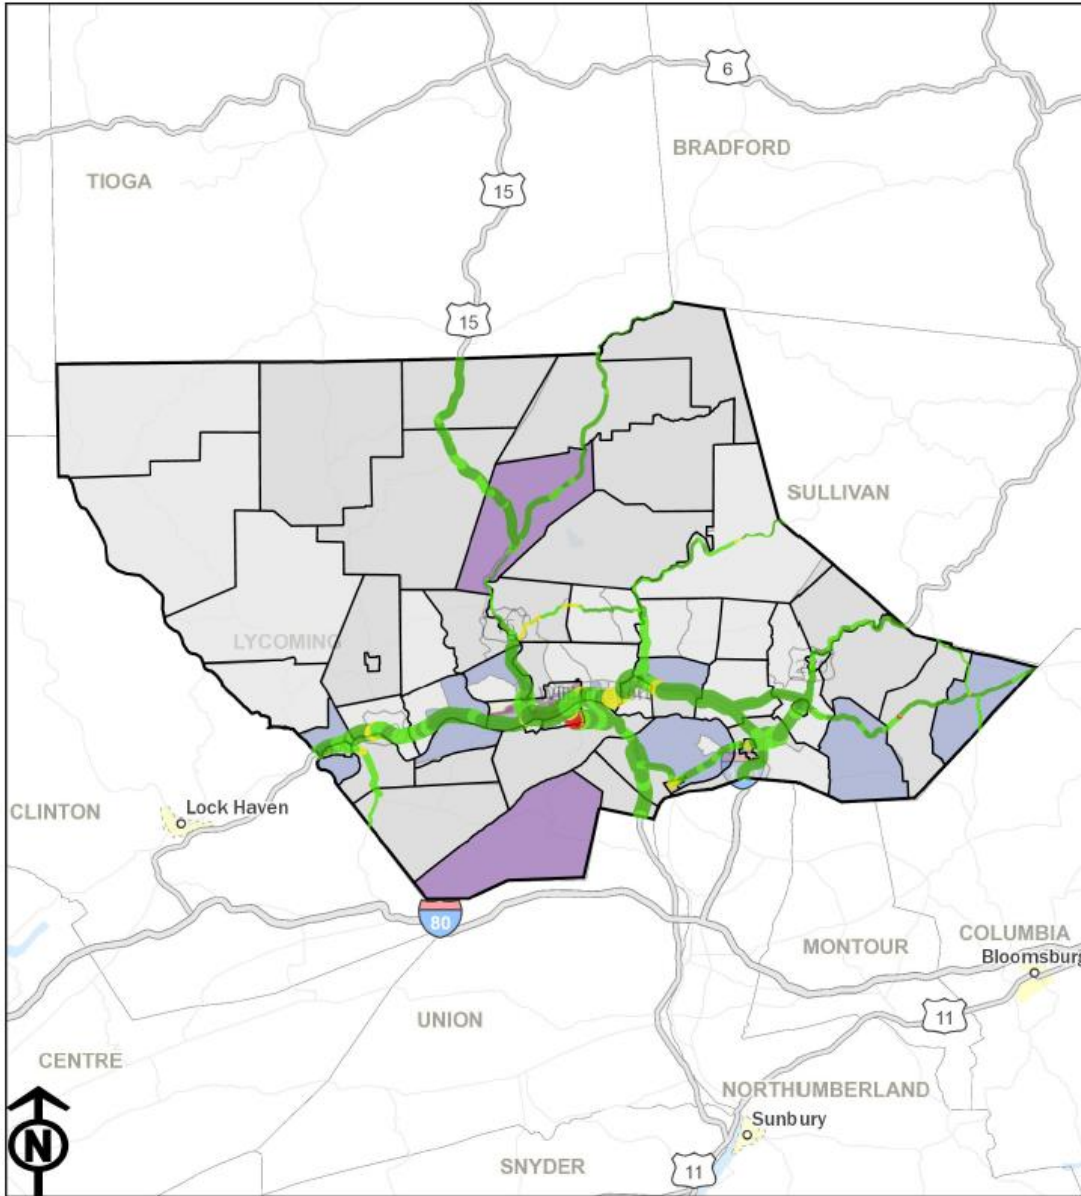 6
BRADFORD
TIOGA
15
15
SULLIVAN
LYCOMING
Lock Haven
CLINTON
80
MONTOUR
COLUMBIA
Bloomsburg
UNION
11
CENTRE
NORTHUMBERLAND
Sunbury
N
SNYDER
11